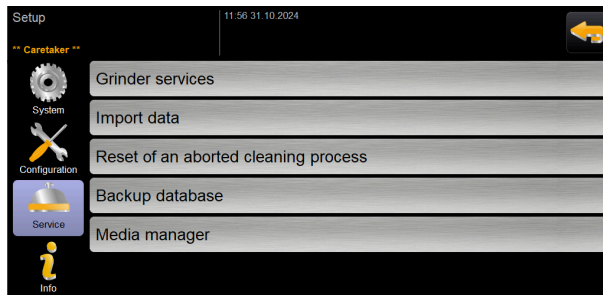 Setup
11:56 31.10.2024
** Caretaker **
System
Configuration
Service
Info
Grinder services
Import data
Reset of an aborted cleaning process
Backup database
Media manager